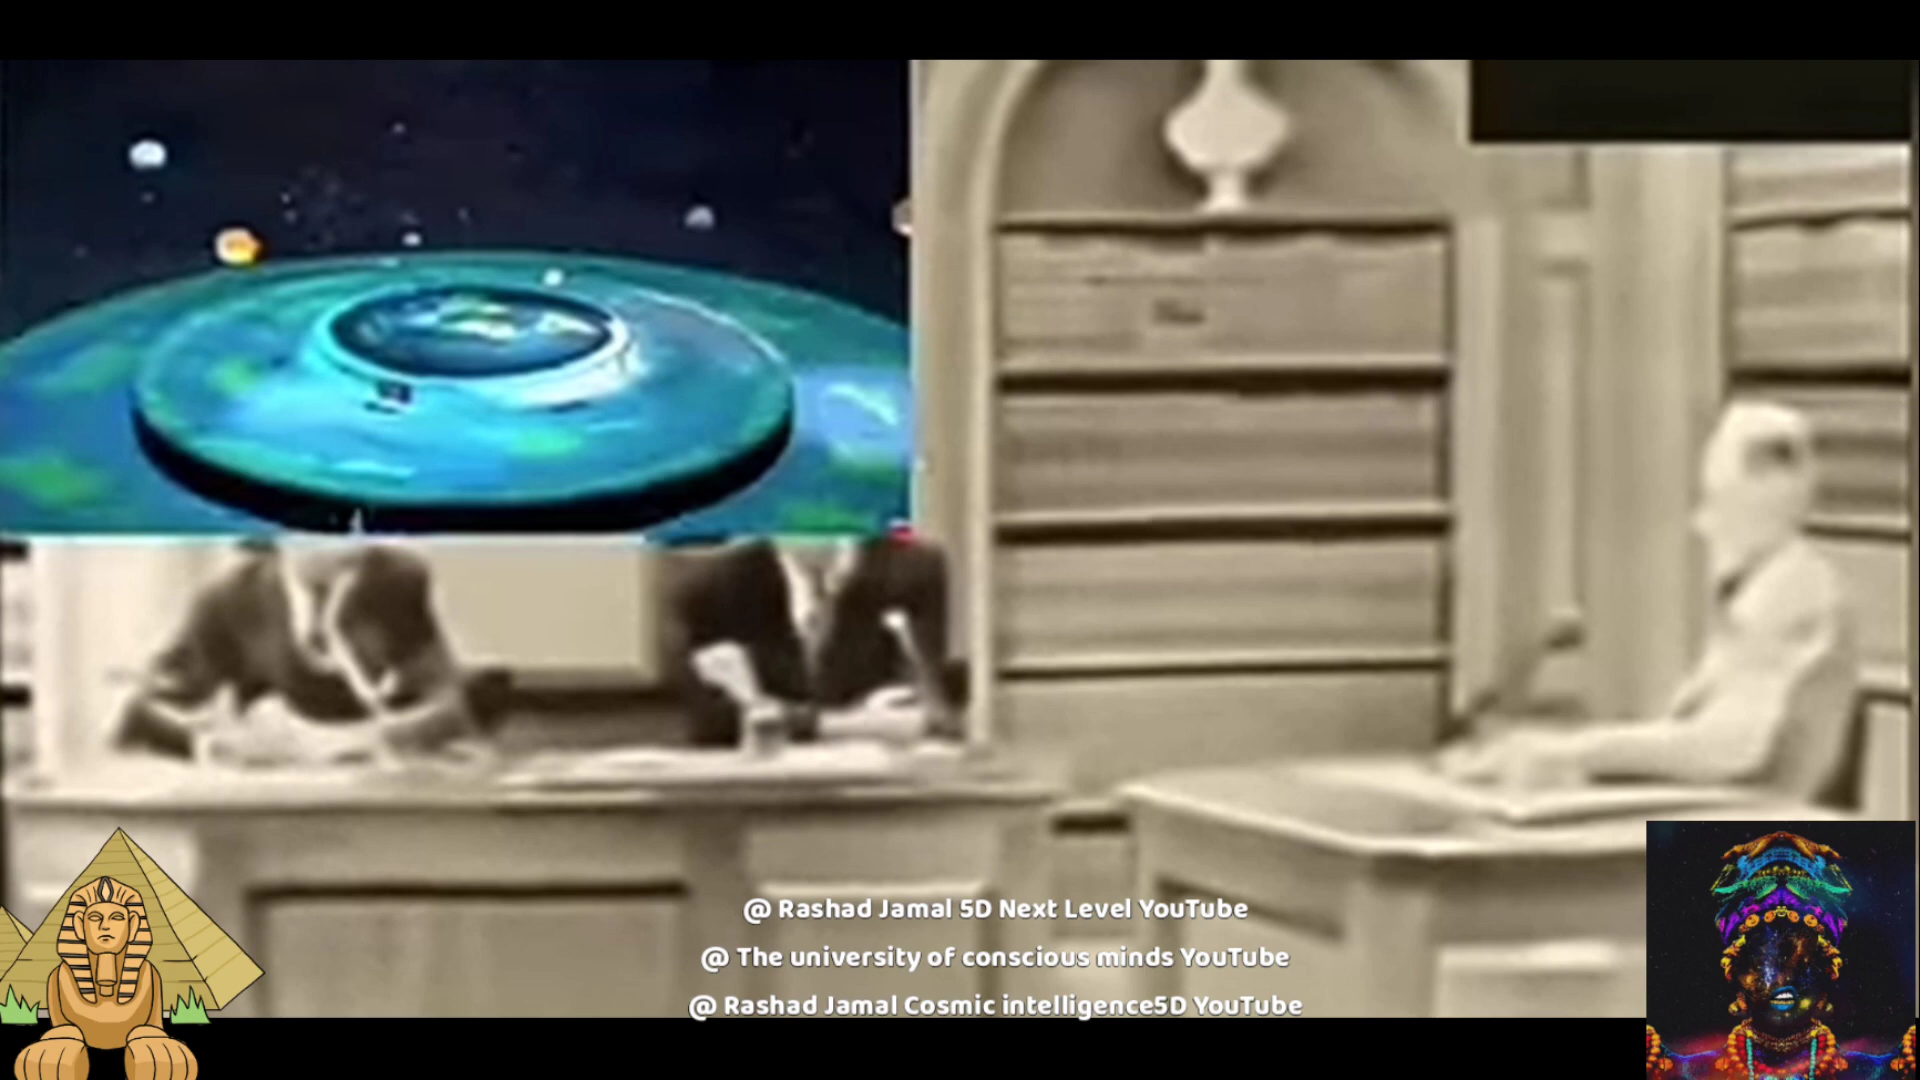 @ Rashad Jamal 5D Next Level YouTube
@ The university of conscious minds YouTube
@ Rashad Jamal Cosmic intelligence5D YouTube